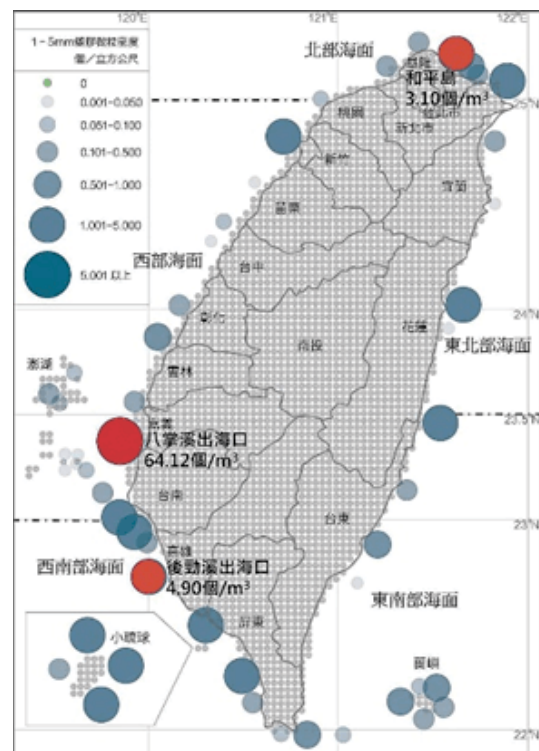 120°E
121°E
122°E
1-5mm塑膠微粒密度
個/立方公尺
0
0.001-0.050
0.051-0.100
0.101-0.500
0.501-1.000
1.001-5.000
5.001 以上
北部海面
基隆
和平島
3.10個/m³
台北市
新北市
25°N
桃園
新竹
宜蘭
苗栗
西部海面
台中
彰化
南投
花蓮
24°N
東北部海面
雲林
澎湖
嘉義
八掌溪出海口
64.12個/m³
23.5°N
台南
台東
23°N
高雄
西南部海面
後勁溪出海口
4.90個/m³
東南部海面
屏東
小琉球
蘭嶼
22°N